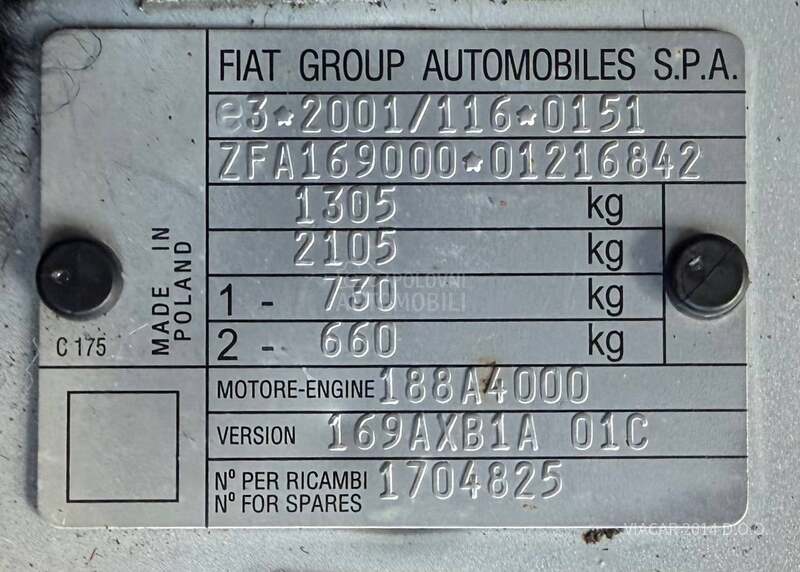 FIAT GROUP AUTOMOBILES S.P.A.
e3*2001/116*0151
ZFA169000*01216842
1305 kg
2105 kg
1 - 730 kg
2 - 660 kg
MADE IN POLAND
C 175
MOTORE-ENGINE 188A4000
VERSION 169AXB1A 01C
Nº PER RICAMBI 1704825
Nº FOR SPARES
POLOVNI
AUTOMOBILI
VIACAR 2014 D.O.O.